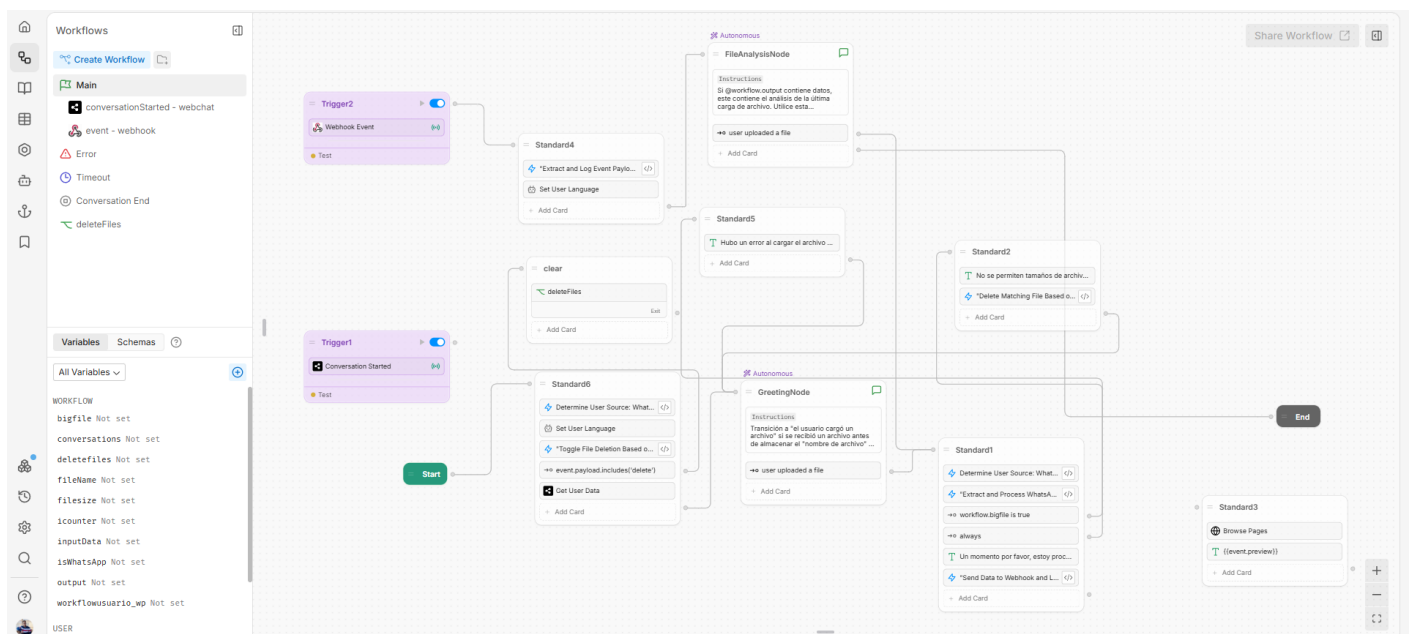 Workflows
Create Workflow
Main
conversationStarted - webchat
event - webhook
Error
Timeout
Conversation End
deleteFiles
Variables
Schemas
All Variables
WORKFLOW
bigfile Not set
conversations Not set
deletefiles Not set
fileName Not set
filesize Not set
icounter Not set
inputData Not set
isWhatsApp Not set
output Not set
workflowusuario_wp Not set
USER
Share Workflow
Trigger2
Webhook Event
Test
Standard4
"Extract and Log Event Paylo...
Set User Language
Add Card
Autonomous
FileAnalysisNode
Instructions
Si @workflow.output contiene datos,
este contiene el análisis de la última
carga de archivo. Utilice esta...
user uploaded a file
Add Card
Standard5
Hubo un error al cargar el archivo ...
Add Card
clear
deleteFiles
Exit
Add Card
Standard2
No se permiten tamaños de archiv...
"Delete Matching File Based o...
Add Card
Trigger1
Conversation Started
Test
Start
Standard6
Determine User Source: What...
Set User Language
"Toggle File Deletion Based o...
event.payload.includes('delete')
Get User Data
Add Card
Autonomous
GreetingNode
Instructions
Transición a "el usuario cargó un
archivo" si se recibió un archivo antes
de almacenar el "nombre de archivo" ...
user uploaded a file
Add Card
End
Standard1
Determine User Source: What...
"Extract and Process WhatsA...
workflow.bigfile is true
always
Un momento por favor, estoy proc...
"Send Data to Webhook and L...
Add Card
Standard3
Browse Pages
{{event.preview}}
Add Card